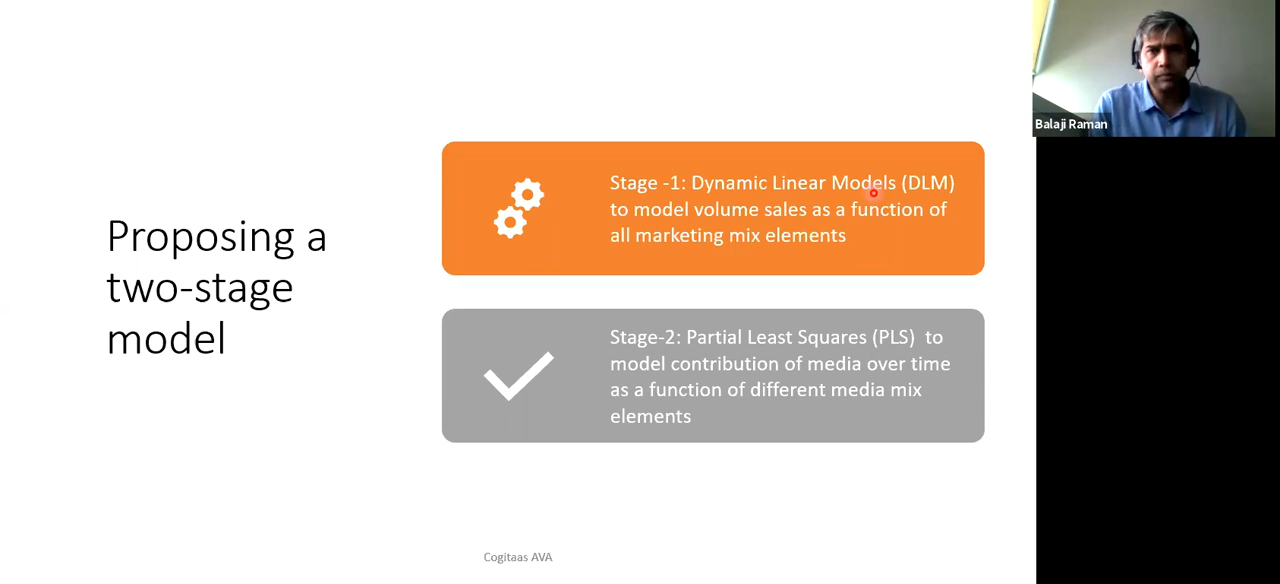 Proposing a
two-stage
model
Stage -1: Dynamic Linear Models (DLM)
to model volume sales as a function of
all marketing mix elements
Stage-2: Partial Least Squares (PLS)  to
model contribution of media over time
as a function of different media mix
elements
Cogitaas AVA
Balaji Raman